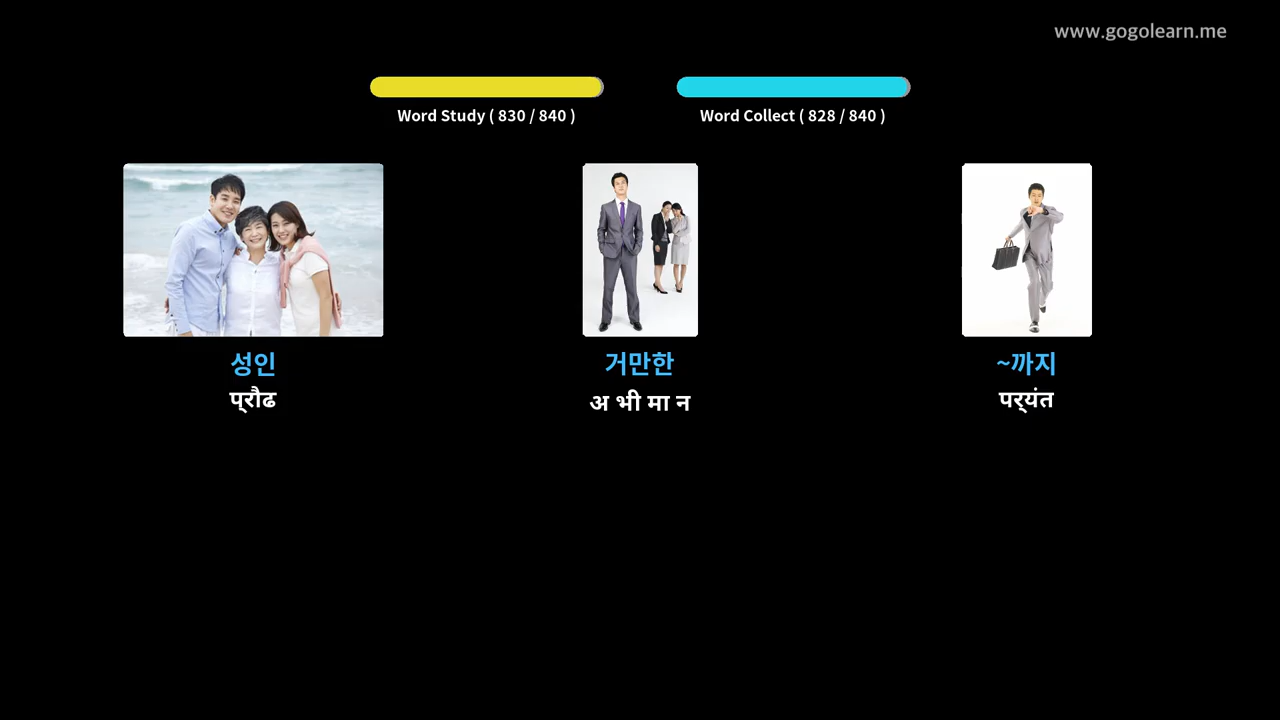 www.gogolearn.me
Word Study ( 830 / 840 )
Word Collect ( 828 / 840 )
성인
प्रौढ
거만한
अ भी मा न
~까지
पर्यंत